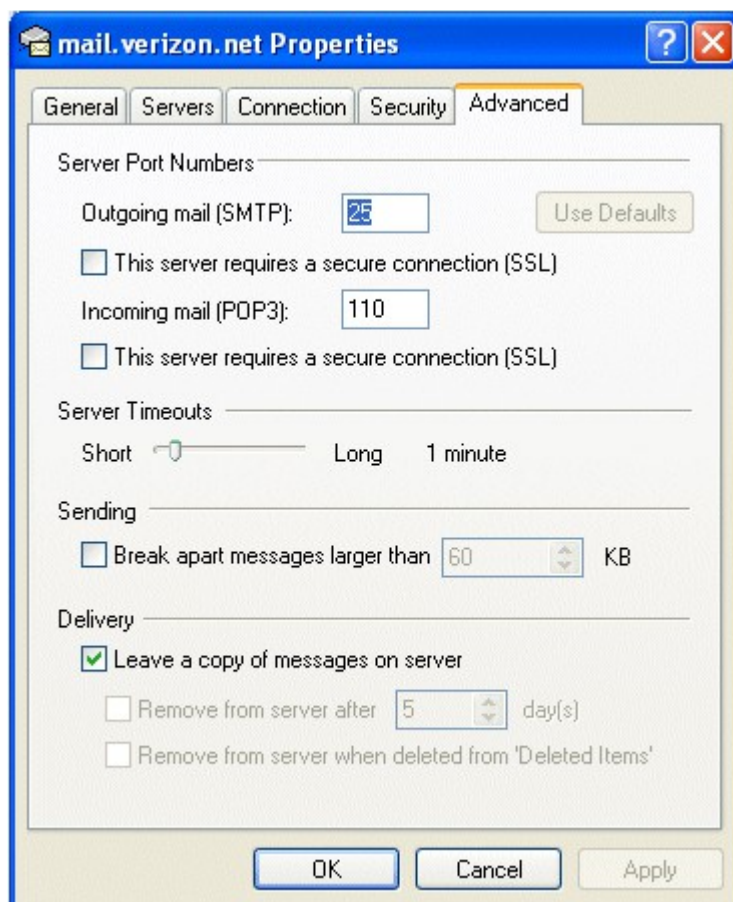 mail.verizon.net Properties
General Servers Connection Security Advanced
Server Port Numbers
Outgoing mail (SMTP): 25 Use Defaults
This server requires a secure connection (SSL)
Incoming mail (POP3): 110
This server requires a secure connection (SSL)
Server Timeouts
Short Long 1 minute
Sending
Break apart messages larger than 60 KB
Delivery
Leave a copy of messages on server
Remove from server after 5 day(s)
Remove from server when deleted from 'Deleted Items'
OK Cancel Apply